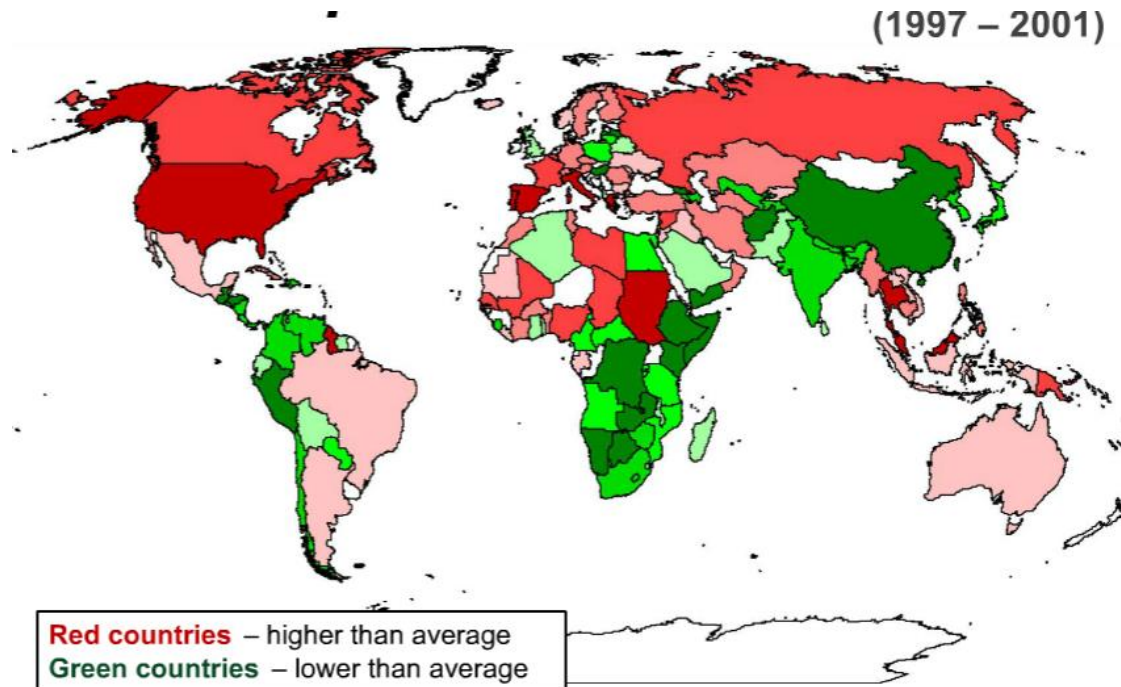 (1997 – 2001)
Red countries – higher than average
Green countries – lower than average